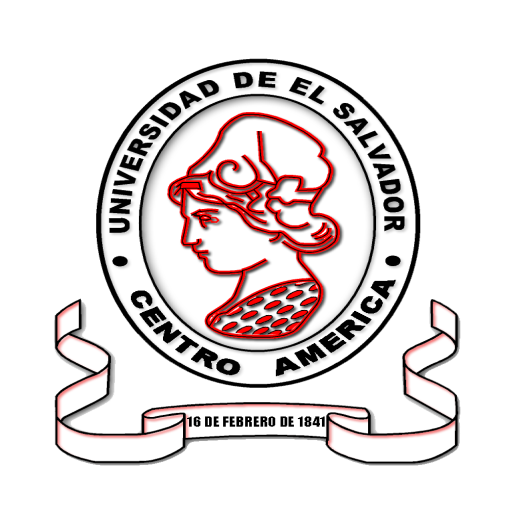 UNIVERSIDAD DE EL SALVADOR
CENTRO AMERICA
16 DE FEBRERO DE 1841